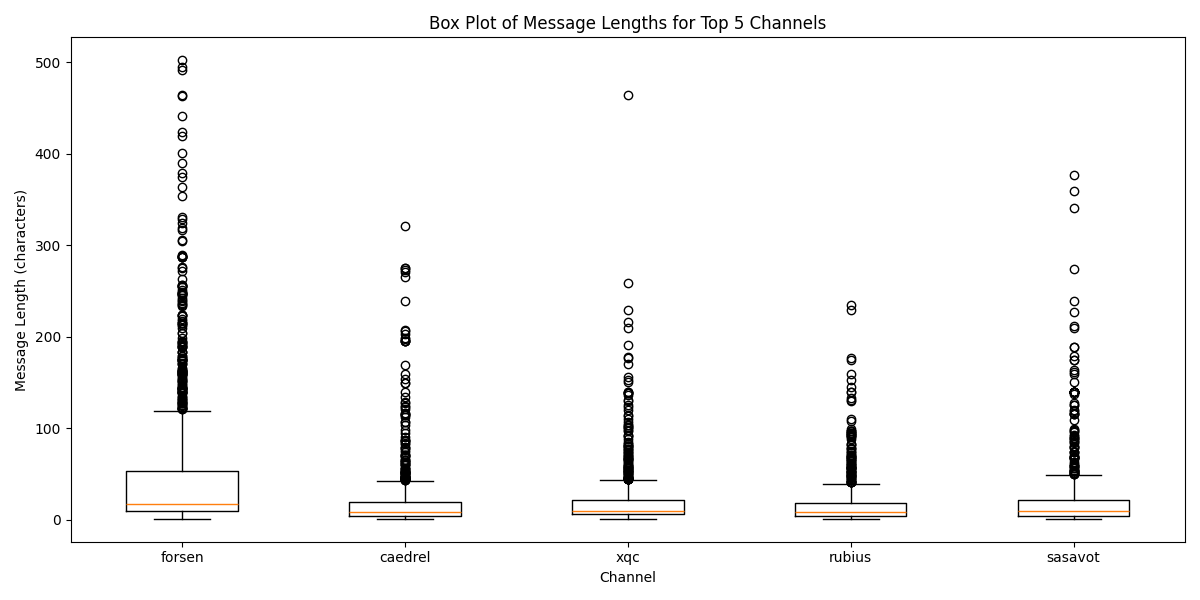 Box Plot of Message Lengths for Top 5 Channels
Message Length (characters)
500
400
300
200
100
0
forsen caedrel xqc rubius sasavot
Channel